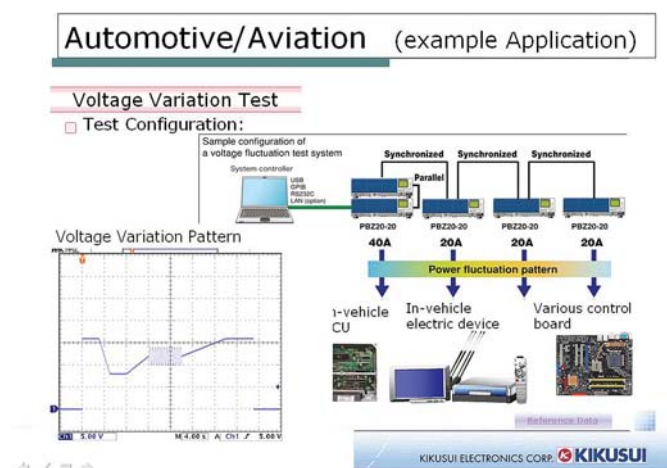 Automotive/Aviation (example Application)
Voltage Variation Test
Test Configuration:
Sample configuration of
a voltage fluctuation test system
System controller
USB
GPIB
RS232C
LAN (option)
Synchronized Synchronized Synchronized
Parallel
PBZ20-20 PBZ20-20 PBZ20-20 PBZ20-20
40A 20A 20A 20A
Power fluctuation pattern
Voltage Variation Pattern
n-vehicle
CU
In-vehicle
electric device
Various control
board
Ch1 5.00 V M 4.00 s A Ch1 5.00 V
Reference Data
KIKUSUI ELECTRONICS CORP. KIKUSUI